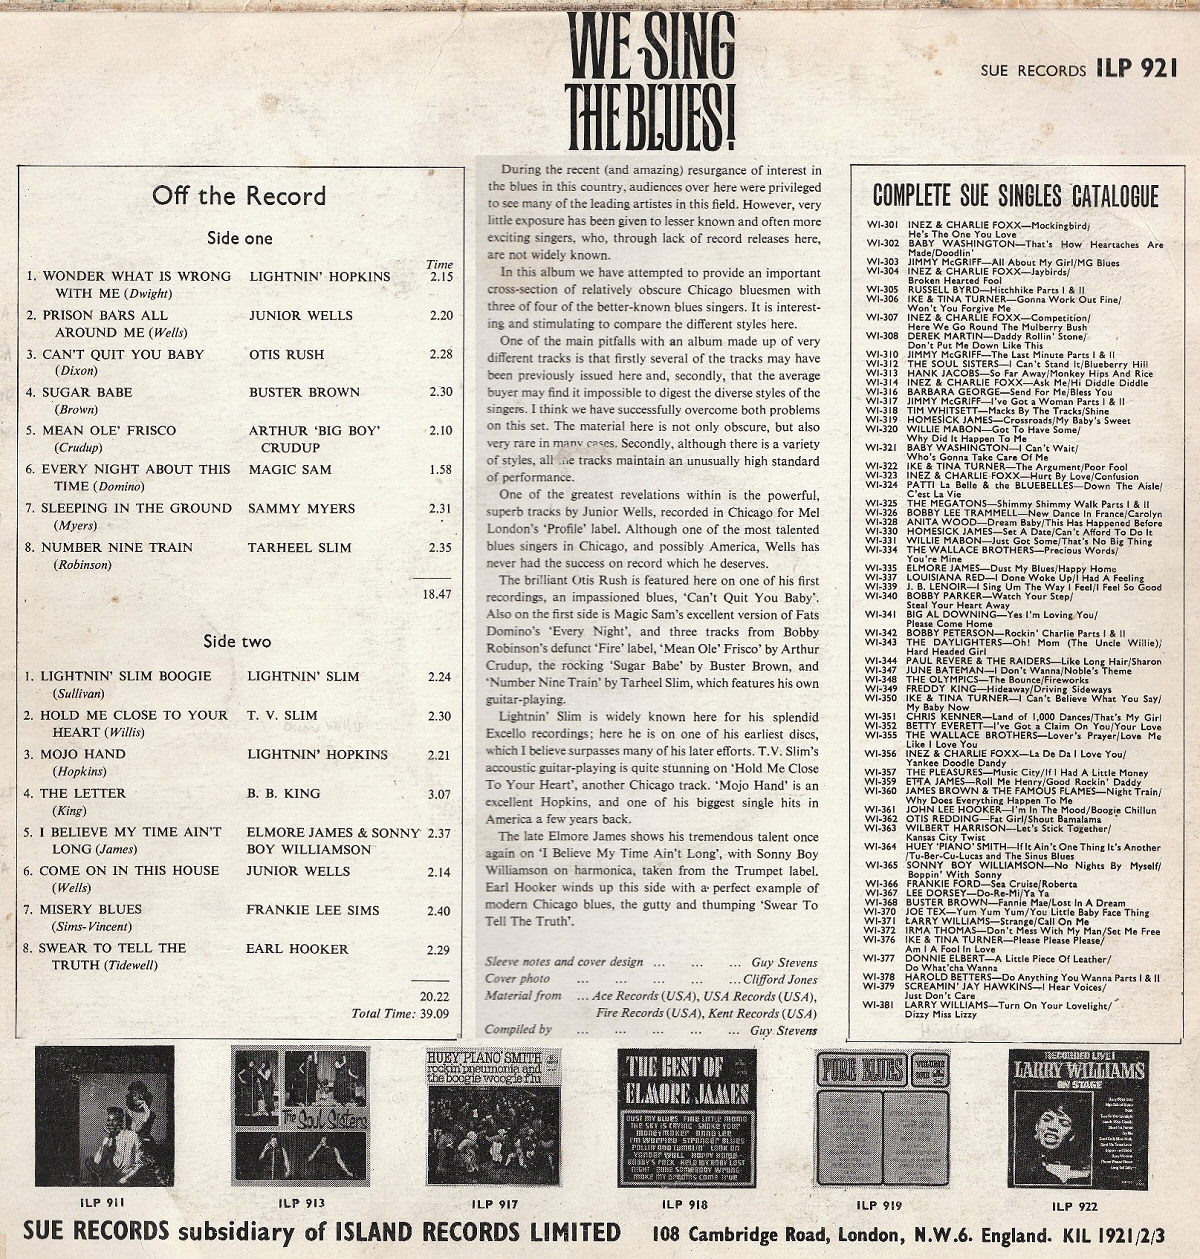 WE SING
THE BLUES!
SUE RECORDS ILP 921
Off the Record
Side one
Time
1. WONDER WHAT IS WRONG LIGHTNIN' HOPKINS 2.15
WITH ME (Dwight)
2. PRISON BARS ALL JUNIOR WELLS 2.20
AROUND ME (Wells)
3. CAN'T QUIT YOU BABY OTIS RUSH 2.28
(Dixon)
4. SUGAR BABE BUSTER BROWN 2.30
(Brown)
5. MEAN OLE' FRISCO ARTHUR 'BIG BOY' 2.10
(Crudup) CRUDUP
6. EVERY NIGHT ABOUT THIS MAGIC SAM 1.58
TIME (Domino)
7. SLEEPING IN THE GROUND SAMMY MYERS 2.31
(Myers)
8. NUMBER NINE TRAIN TARHEEL SLIM 2.35
(Robinson)
18.47
Side two
1. LIGHTNIN' SLIM BOOGIE LIGHTNIN' SLIM 2.24
(Sullivan)
2. HOLD ME CLOSE TO YOUR T. V. SLIM 2.30
HEART (Willis)
3. MOJO HAND LIGHTNIN' HOPKINS 2.21
(Hopkins)
4. THE LETTER B. B. KING 3.07
(King)
5. I BELIEVE MY TIME AIN'T ELMORE JAMES & SONNY 2.37
LONG (James) BOY WILLIAMSON
6. COME ON IN THIS HOUSE JUNIOR WELLS 2.14
(Wells)
7. MISERY BLUES FRANKIE LEE SIMS 2.40
(Sims-Vincent)
8. SWEAR TO TELL THE EARL HOOKER 2.29
TRUTH (Tidewell)
20.22
Total Time: 39.09
During the recent (and amazing) resurgance of interest in
the blues in this country, audiences over here were privileged
to see many of the leading artistes in this field. However, very
little exposure has been given to lesser known and often more
exciting singers, who, through lack of record releases here,
are not widely known.
In this album we have attempted to provide an important
cross-section of relatively obscure Chicago bluesmen with
three of four of the better-known blues singers. It is interest-
ing and stimulating to compare the different styles here.
One of the main pitfalls with an album made up of very
different tracks is that firstly several of the tracks may have
been previously issued here and, secondly, that the average
buyer may find it impossible to digest the diverse styles of the
singers. I think we have successfully overcome both problems
on this set. The material here is not only obscure, but also
very rare in many cases. Secondly, although there is a variety
of styles, all the tracks maintain an unusually high standard
of performance.
One of the greatest revelations within is the powerful,
superb tracks by Junior Wells, recorded in Chicago for Mel
London's 'Profile' label. Although one of the most talented
blues singers in Chicago, and possibly America, Wells has
never had the success on record which he deserves.
The brilliant Otis Rush is featured here on one of his first
recordings, an impassioned blues, 'Can't Quit You Baby'.
Also on the first side is Magic Sam's excellent version of Fats
Domino's 'Every Night', and three tracks from Bobby
Robinson's defunct 'Fire' label, 'Mean Ole' Frisco' by Arthur
Crudup, the rocking 'Sugar Babe' by Buster Brown, and
'Number Nine Train' by Tarheel Slim, which features his own
guitar-playing.
Lightnin' Slim is widely known here for his splendid
Excello recordings; here he is on one of his earliest discs,
which I believe surpasses many of his later efforts. T.V. Slim's
accoustic guitar-playing is quite stunning on 'Hold Me Close
To Your Heart', another Chicago track. 'Mojo Hand' is an
excellent Hopkins, and one of his biggest single hits in
America a few years back.
The late Elmore James shows his tremendous talent once
again on 'I Believe My Time Ain't Long', with Sonny Boy
Williamson on harmonica, taken from the Trumpet label.
Earl Hooker winds up this side with a perfect example of
modern Chicago blues, the gutty and thumping 'Swear To
Tell The Truth'.
Sleeve notes and cover design ... ... ... Guy Stevens
Cover photo ... ... ... ... ...Clifford Jones
Material from ... Ace Records (USA), USA Records (USA),
Fire Records (USA), Kent Records (USA)
Compiled by ... ... ... ... ... Guy Stevens
COMPLETE SUE SINGLES CATALOGUE
WI-301 INEZ & CHARLIE FOXX—Mockingbird/
He's The One You Love
WI-302 BABY WASHINGTON—That's How Heartaches Are
Made/Doodlin'
WI-303 JIMMY McGRIFF—All About My Girl/MG Blues
WI-304 INEZ & CHARLIE FOXX—Jaybirds/
Broken Hearted Fool
WI-305 RUSSELL BYRD—Hitchhike Parts I & II
WI-306 IKE & TINA TURNER—Gonna Work Out Fine/
Won't You Forgive Me
WI-307 INEZ & CHARLIE FOXX—Competition/
Here We Go Round The Mulberry Bush
WI-308 DEREK MARTIN—Daddy Rollin' Stone/
Don't Put Me Down Like This
WI-310 JIMMY McGRIFF—The Last Minute Parts I & II
WI-312 THE SOUL SISTERS—I Can't Stand It/Blueberry Hill
WI-313 HANK JACOBS—So Far Away/Monkey Hips And Rice
WI-314 INEZ & CHARLIE FOXX—Ask Me/Hi Diddle Diddle
WI-316 BARBARA GEORGE—Send For Me/Bless You
WI-317 JIMMY McGRIFF—I've Got a Woman Parts I & II
WI-318 TIM WHITSETT—Macks By The Tracks/Shine
WI-319 HOMESICK JAMES—Crossroads/My Baby's Sweet
WI-320 WILLIE MABON—Got To Have Some/
Why Did It Happen To Me
WI-321 BABY WASHINGTON—I Can't Wait/
Who's Gonna Take Care Of Me
WI-322 IKE & TINA TURNER—The Argument/Poor Fool
WI-323 INEZ & CHARLIE FOXX—Hurt By Love/Confusion
WI-324 PATTI La Belle & the BLUEBELLES—Down The Aisle/
C'est La Vie
WI-325 THE MEGATONS—Shimmy Shimmy Walk Parts I & II
WI-326 BOBBY LEE TRAMMELL—New Dance In France/Carolyn
WI-328 ANITA WOOD—Dream Baby/This Has Happened Before
WI-330 HOMESICK JAMES—Set A Date/Can't Afford To Do It
WI-331 WILLIE MABON—Just Got Some/That's No Big Thing
WI-334 THE WALLACE BROTHERS—Precious Words/
You're Mine
WI-335 ELMORE JAMES—Dust My Blues/Happy Home
WI-337 LOUISIANA RED—I Done Woke Up/I Had A Feeling
WI-339 J. B. LENOIR—I Sing Um The Way I Feel/I Feel So Good
WI-340 BOBBY PARKER—Watch Your Step/
Steal Your Heart Away
WI-341 BIG AL DOWNING—Yes I'm Loving You/
Please Come Home
WI-342 BOBBY PETERSON—Rockin' Charlie Parts I & II
WI-343 THE DAYLIGHTERS—Oh! Mom (The Uncle Willie)/
Hard Headed Girl
WI-344 PAUL REVERE & THE RAIDERS—Like Long Hair/Sharon
WI-347 JUNE BATEMAN—I Don't Wanna/Noble's Theme
WI-348 THE OLYMPICS—The Bounce/Fireworks
WI-349 FREDDY KING—Hideaway/Driving Sideways
WI-350 IKE & TINA TURNER—I Can't Believe What You Say/
My Baby Now
WI-351 CHRIS KENNER—Land of 1,000 Dances/That's My Girl
WI-352 BETTY EVERETT—I've Got a Claim On You/Your Love
WI-355 THE WALLACE BROTHERS—Lover's Prayer/Love Me
Like I Love You
WI-356 INEZ & CHARLIE FOXX—La De Da I Love You/
Yankee Doodle Dandy
WI-357 THE PLEASURES—Music City/If I Had A Little Money
WI-359 ETTA JAMES—Roll Me Henry/Good Rockin' Daddy
WI-360 JAMES BROWN & THE FAMOUS FLAMES—Night Train/
Why Does Everything Happen To Me
WI-361 JOHN LEE HOOKER—I'm In The Mood/Boogie Chillun
WI-362 OTIS REDDING—Fat Girl/Shout Bamalama
WI-363 WILBERT HARRISON—Let's Stick Together/
Kansas City Twist
WI-364 HUEY 'PIANO' SMITH—If It Ain't One Thing It's Another
/Tu-Ber-Cu-Lucas and The Sinus Blues
WI-365 SONNY BOY WILLIAMSON—No Nights By Myself/
Boppin' With Sonny
WI-366 FRANKIE FORD—Sea Cruise/Roberta
WI-367 LEE DORSEY—Do-Re-Mi/Ya Ya
WI-368 BUSTER BROWN—Fannie Mae/Lost In A Dream
WI-370 JOE TEX—Yum Yum Yum/You Little Baby Face Thing
WI-371 LARRY WILLIAMS—Strange/Call On Me
WI-372 IRMA THOMAS—Don't Mess With My Man/Set Me Free
WI-376 IKE & TINA TURNER—Please Please Please/
Am I A Fool In Love
WI-377 DONNIE ELBERT—A Little Piece Of Leather/
Do What'cha Wanna
WI-378 HAROLD BETTERS—Do Anything You Wanna Parts I & II
WI-379 SCREAMIN' JAY HAWKINS—I Hear Voices/
Just Don't Care
WI-381 LARRY WILLIAMS—Turn On Your Lovelight/
Dizzy Miss Lizzy
The Soul Sisters
HUEY 'PIANO' SMITH
rockin' pneumonia and
the boogie woogie flu
THE BEST OF
ELMORE JAMES
DUST MY BLUES FINE LITTLE MAMA
THE SKY IS CRYING SHAKE YOUR
MONEYMAKER ANNA LEE
I'M WORRIED STRANGER BLUES
ROLLIN' AND TUMBLIN' LOOK ON
YONDER WALL HAPPY HOME
BOBBY'S ROCK HELD MY BABY LAST
NIGHT DONE SOMEBODY WRONG
MAKE MY DREAMS COME TRUE
PURE BLUES VOLUME
ONE
RECORDED LIVE!
LARRY WILLIAMS
ON STAGE
ILP 911 ILP 913 ILP 917 ILP 918 ILP 919 ILP 922
SUE RECORDS subsidiary of ISLAND RECORDS LIMITED 108 Cambridge Road, London, N.W.6. England. KIL 1921/2/3